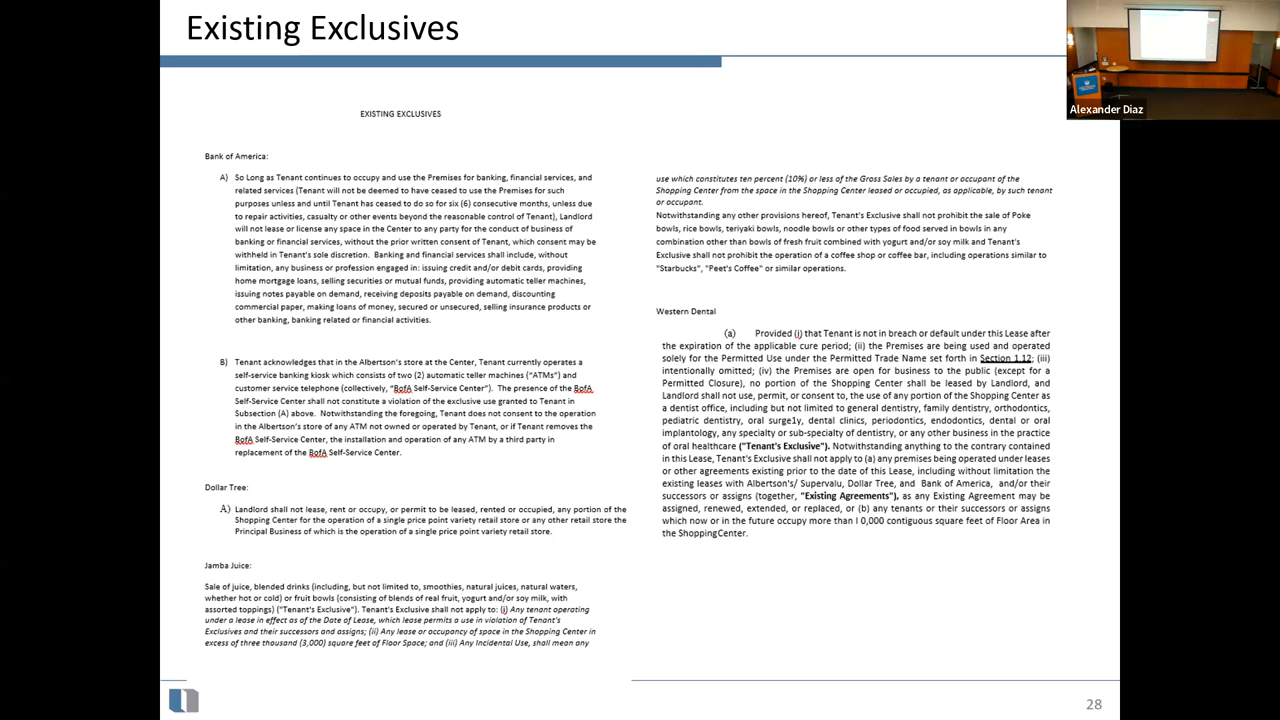 Existing Exclusives
Alexander Diaz
EXISTING EXCLUSIVES
Bank of America:
A) So Long as Tenant continues to occupy and use the Premises for banking, financial services, and
related services (Tenant will not be deemed to have ceased to use the Premises for such
purposes unless and until Tenant has ceased to do so for six (6) consecutive months, unless due
to repair activities, casualty or other events beyond the reasonable control of Tenant), Landlord
will not lease or license any space in the Center to any party for the conduct of business of
banking or financial services, without the prior written consent of Tenant, which consent may be
withheld in Tenant's sole discretion. Banking and financial services shall include, without
limitation, any business or profession engaged in: issuing credit and/or debit cards, providing
home mortgage loans, selling securities or mutual funds, providing automatic teller machines,
issuing notes payable on demand, receiving deposits payable on demand, discounting
commercial paper, making loans of money, secured or unsecured, selling insurance products or
other banking, banking related or financial activities.
B) Tenant acknowledges that in the Albertson's store at the Center, Tenant currently operates a
self-service banking kiosk which consists of two (2) automatic teller machines ("ATMs") and
customer service telephone (collectively, "BofA Self-Service Center"). The presence of the BofA
Self-Service Center shall not constitute a violation of the exclusive use granted to Tenant in
Subsection (A) above. Notwithstanding the foregoing, Tenant does not consent to the operation
in the Albertson's store of any ATM not owned or operated by Tenant, or if Tenant removes the
BofA Self-Service Center, the installation and operation of any ATM by a third party in
replacement of the BofA Self-Service Center.
Dollar Tree:
A) Landlord shall not lease, rent or occupy, or permit to be leased, rented or occupied, any portion of the
Shopping Center for the operation of a single price point variety retail store or any other retail store the
Principal Business of which is the operation of a single price point variety retail store.
Jamba Juice:
Sale of juice, blended drinks (including, but not limited to, smoothies, natural juices, natural waters,
whether hot or cold) or fruit bowls (consisting of blends of real fruit, yogurt and/or soy milk, with
assorted toppings) ("Tenant's Exclusive"). Tenant's Exclusive shall not apply to: (i) Any tenant operating
under a lease in effect as of the Date of Lease, which lease permits a use in violation of Tenant's
Exclusives and their successors and assigns; (ii) Any lease or occupancy of space in the Shopping Center in
excess of three thousand (3,000) square feet of Floor Space; and (iii) Any Incidental Use, shall mean any
use which constitutes ten percent (10%) or less of the Gross Sales by a tenant or occupant of the
Shopping Center from the space in the Shopping Center leased or occupied, as applicable, by such tenant
or occupant.
Notwithstanding any other provisions hereof, Tenant's Exclusive shall not prohibit the sale of Poke
bowls, rice bowls, teriyaki bowls, noodle bowls or other types of food served in bowls in any
combination other than bowls of fresh fruit combined with yogurt and/or soy milk and Tenant's
Exclusive shall not prohibit the operation of a coffee shop or coffee bar, including operations similar to
"Starbucks", "Peet's Coffee" or similar operations.
Western Dental
(a) Provided (i) that Tenant is not in breach or default under this Lease after
the expiration of the applicable cure period; (ii) the Premises are being used and operated
solely for the Permitted Use under the Permitted Trade Name set forth in Section 1.12; (iii)
intentionally omitted; (iv) the Premises are open for business to the public (except for a
Permitted Closure), no portion of the Shopping Center shall be leased by Landlord, and
Landlord shall not use, permit, or consent to, the use of any portion of the Shopping Center as
a dentist office, including but not limited to general dentistry, family dentistry, orthodontics,
pediatric dentistry, oral surge1y, dental clinics, periodontics, endodontics, dental or oral
implantology, any specialty or sub-specialty of dentistry, or any other business in the practice
of oral healthcare ("Tenant's Exclusive"). Notwithstanding anything to the contrary contained
in this Lease, Tenant's Exclusive shall not apply to (a) any premises being operated under leases
or other agreements existing prior to the date of this Lease, including without limitation the
existing leases with Albertson's/ Supervalu, Dollar Tree, and Bank of America, and/or their
successors or assigns (together, "Existing Agreements"), as any Existing Agreement may be
assigned, renewed, extended, or replaced, or (b) any tenants or their successors or assigns
which now or in the future occupy more than I 0,000 contiguous square feet of Floor Area in
the ShoppingCenter.
28